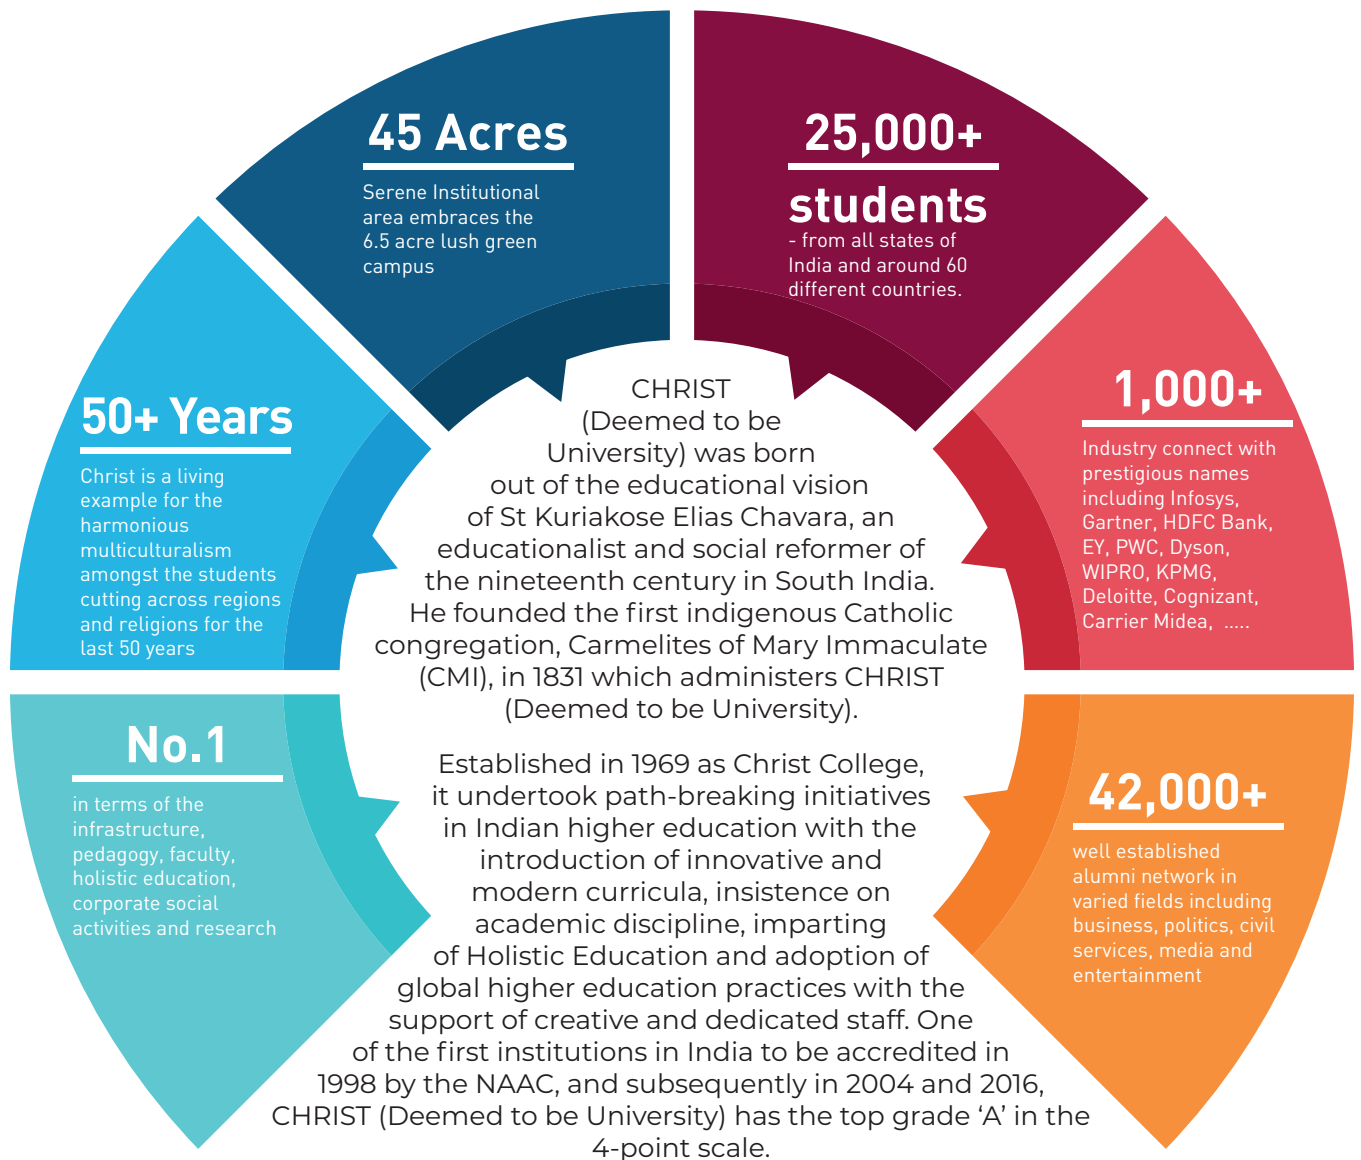 45 Acres
Serene Institutional
area embraces the
6.5 acre lush green
campus
25,000+
students
- from all states of
India and around 60
different countries.
50+ Years
Christ is a living
example for the
harmonious
multiculturalism
amongst the students
cutting across regions
and religions for the
last 50 years
1,000+
Industry connect with
prestigious names
including Infosys,
Gartner, HDFC Bank,
EY, PWC, Dyson,
WIPRO, KPMG,
Deloitte, Cognizant,
Carrier Midea, .....
No.1
in terms of the
infrastructure,
pedagogy, faculty,
holistic education,
corporate social
activities and research
42,000+
well established
alumni network in
varied fields including
business, politics, civil
services, media and
entertainment
CHRIST
(Deemed to be
University) was born
out of the educational vision
of St Kuriakose Elias Chavara, an
educationalist and social reformer of
the nineteenth century in South India.
He founded the first indigenous Catholic
congregation, Carmelites of Mary Immaculate
(CMI), in 1831 which administers CHRIST
(Deemed to be University).
Established in 1969 as Christ College,
it undertook path-breaking initiatives
in Indian higher education with the
introduction of innovative and
modern curricula, insistence on
academic discipline, imparting
of Holistic Education and adoption of
global higher education practices with the
support of creative and dedicated staff. One
of the first institutions in India to be accredited in
1998 by the NAAC, and subsequently in 2004 and 2016,
CHRIST (Deemed to be University) has the top grade ‘A’ in the
4-point scale.